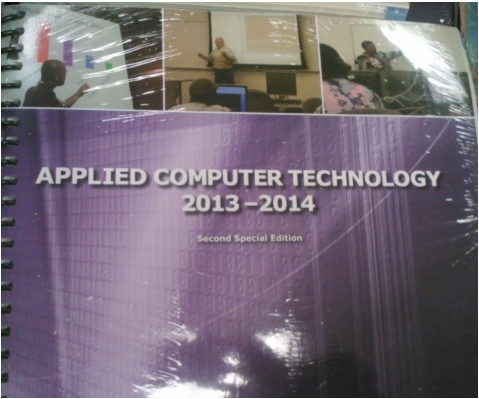 APPLIED COMPUTER TECHNOLOGY
2013–2014
Second Special Edition